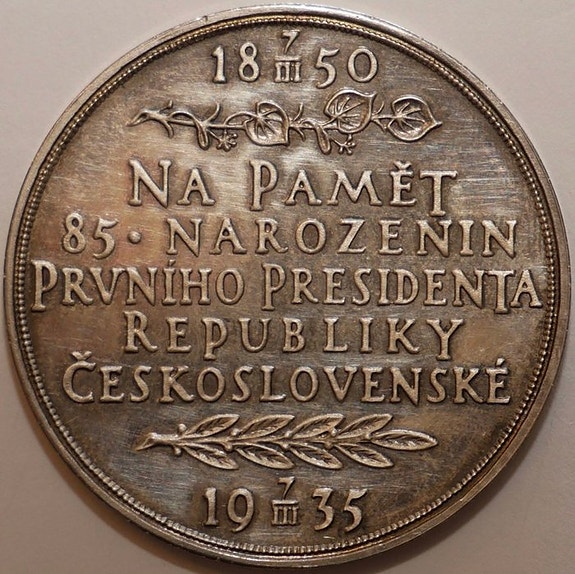 18 7/III 50
NA PAMĚT
85. NAROZENIN
PRVNÍHO PRESIDENTA
REPUBLIKY
ČESKOSLOVENSKÉ
19 7/III 35